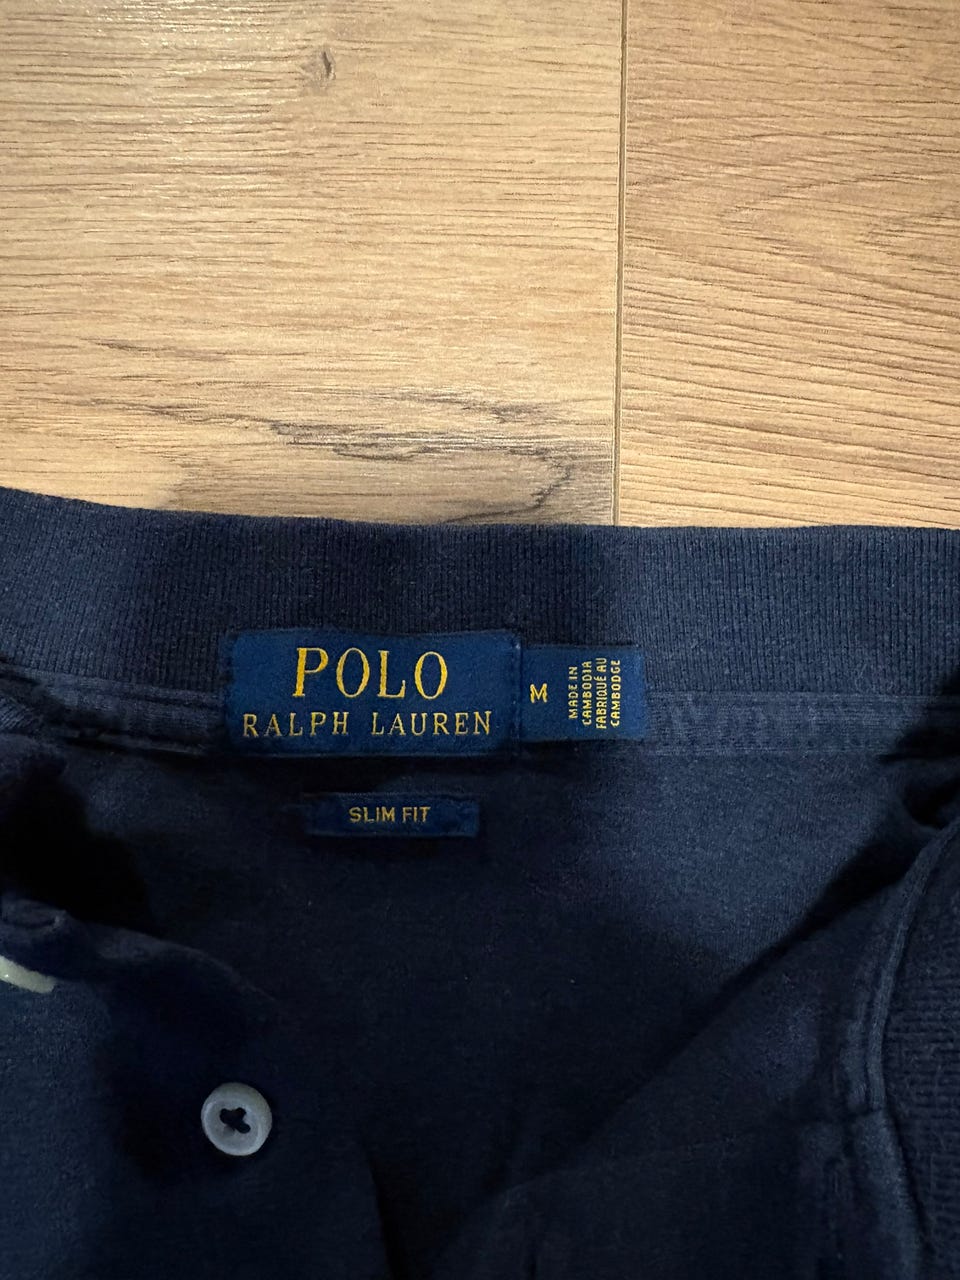 POLO
RALPH LAUREN
M
MADE IN
CAMBODIA
FABRIQUÉ AU
CAMBODGE
SLIM FIT